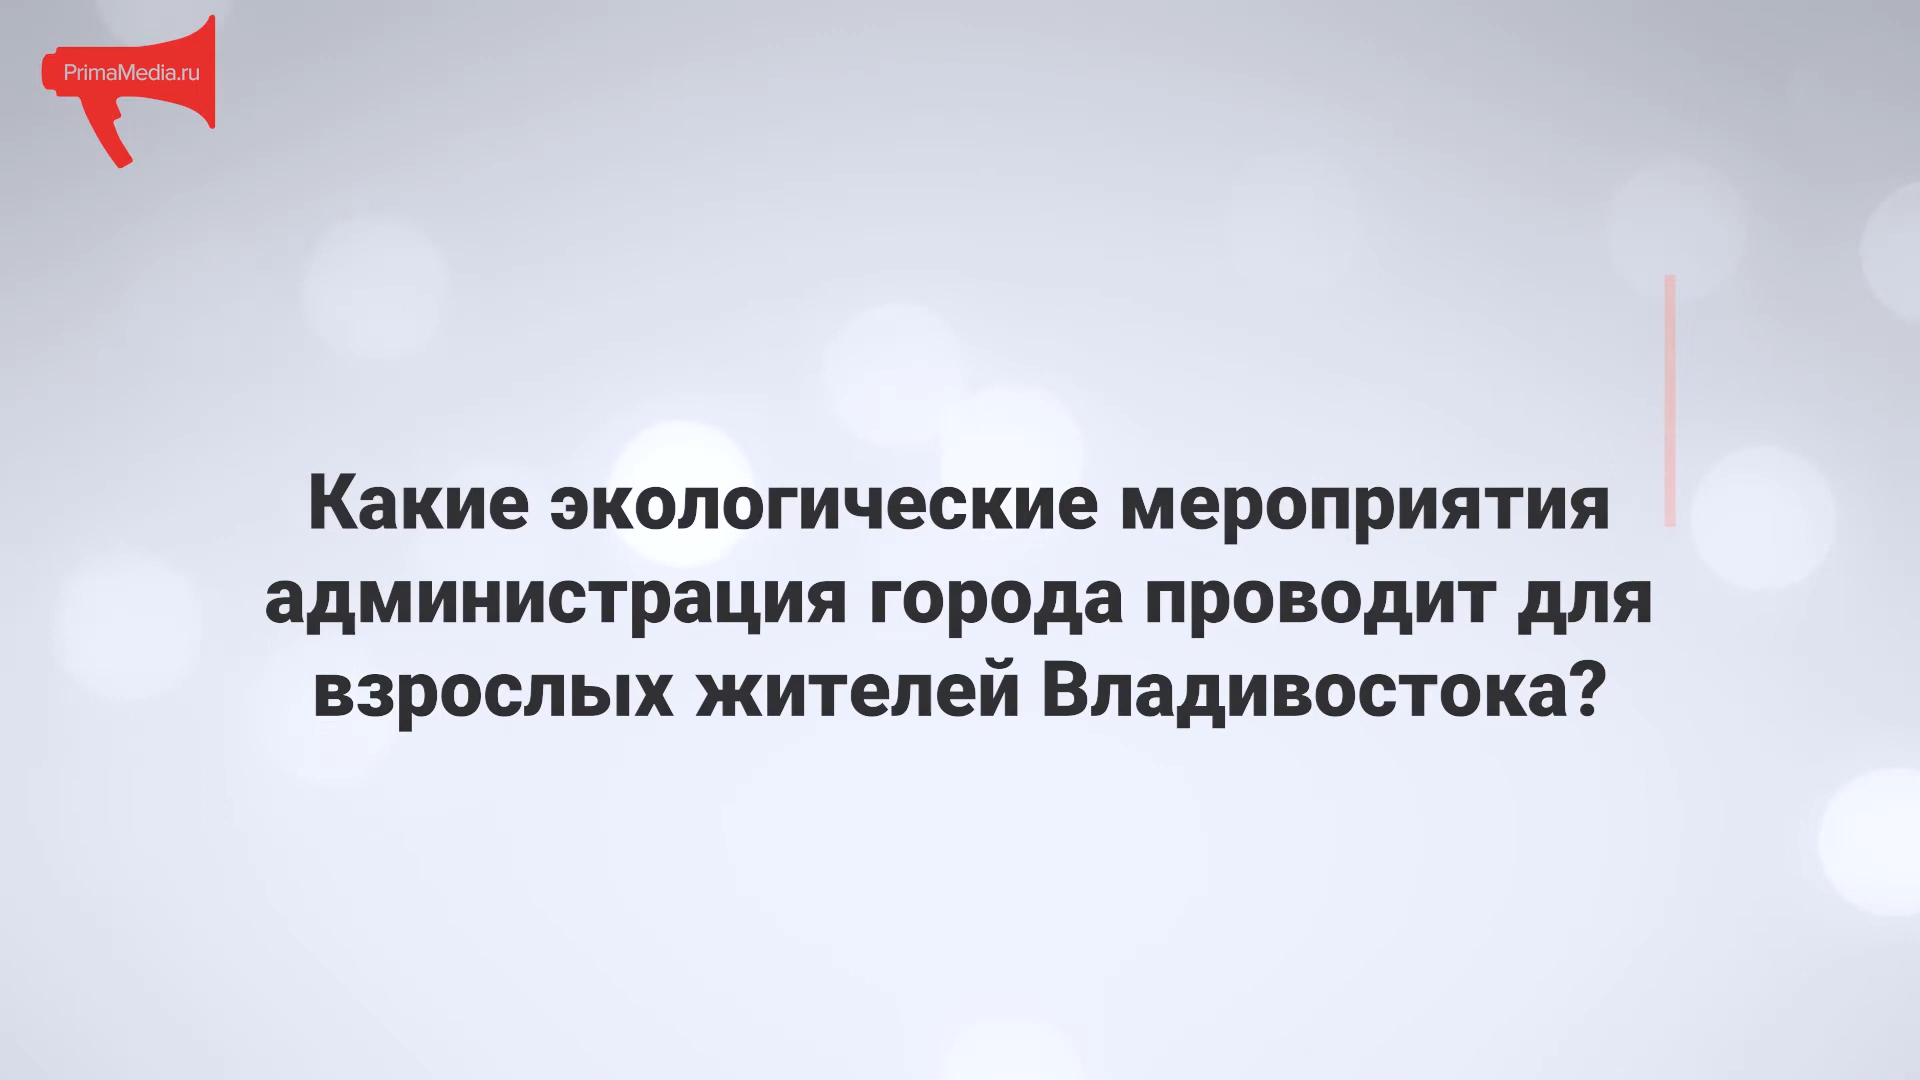 PrimaMedia.ru
Какие экологические мероприятия
администрация города проводит для
взрослых жителей Владивостока?